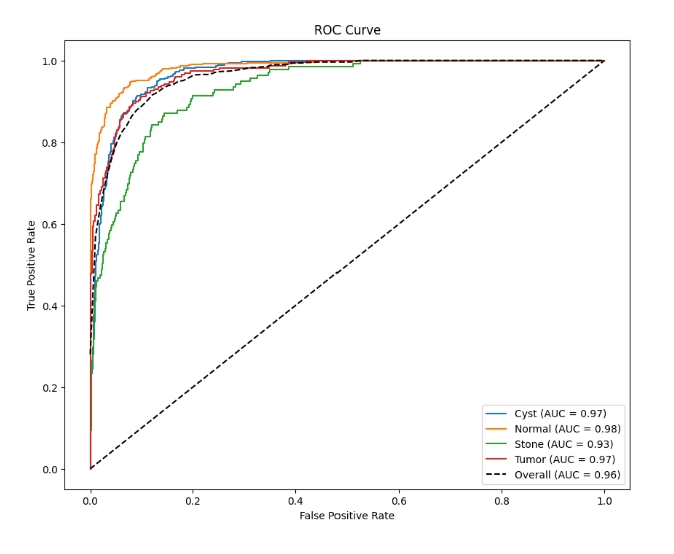 ROC Curve
1.0
0.8
0.6
0.4
0.2
0.0
True Positive Rate
0.0 0.2 0.4 0.6 0.8 1.0
False Positive Rate
Cyst (AUC = 0.97)
Normal (AUC = 0.98)
Stone (AUC = 0.93)
Tumor (AUC = 0.97)
Overall (AUC = 0.96)